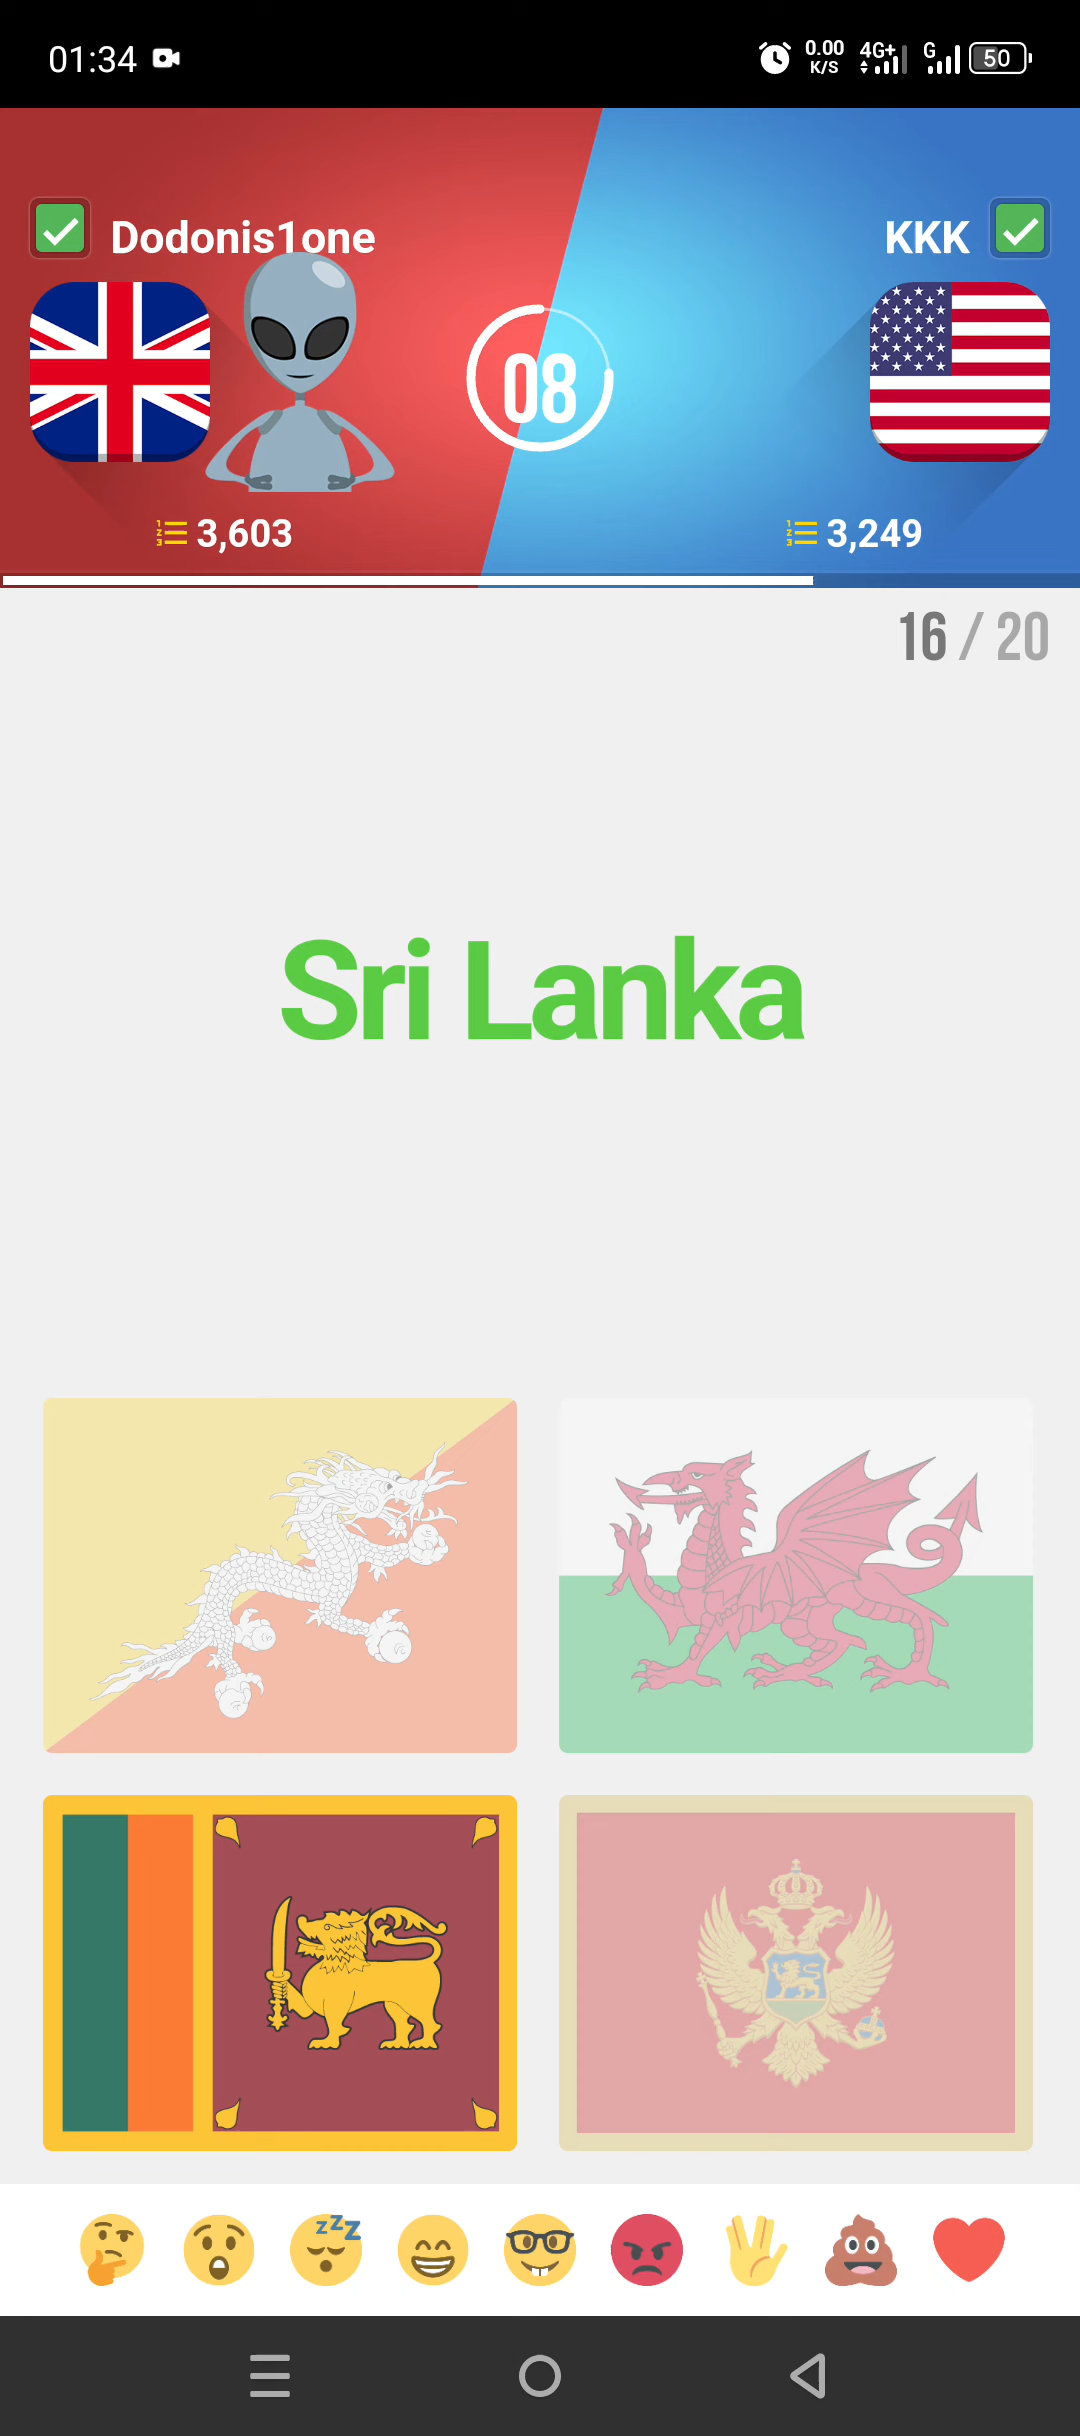 01:34
0.00
K/S
4G+
G
50
Dodonis1one
KKK
08
3,603
3,249
16 / 20
Sri Lanka